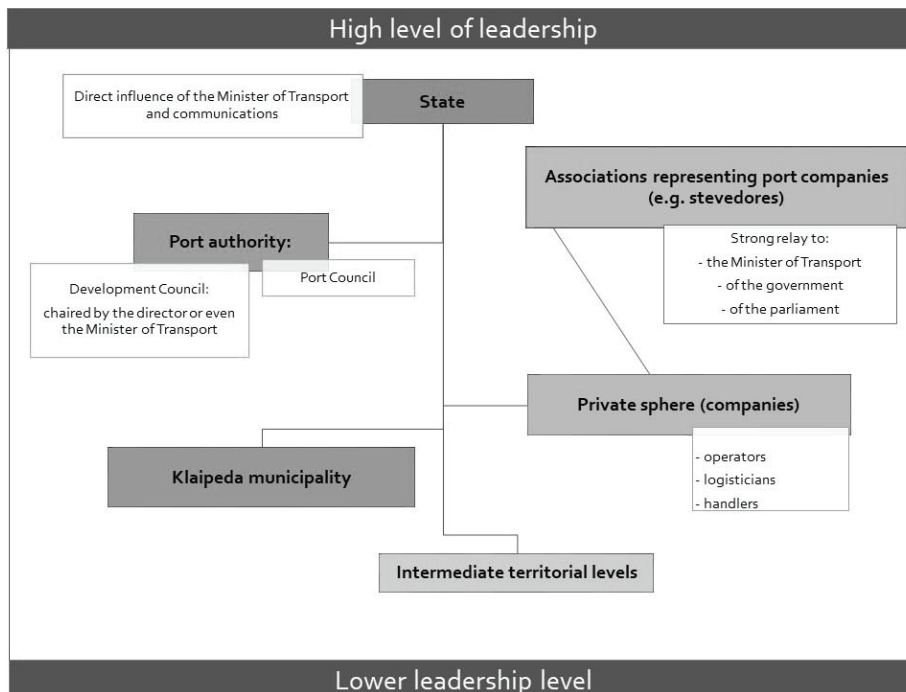 High level of leadership
Direct influence of the Minister of Transport
and communications
State
Associations representing port companies
(e.g. stevedores)
Strong relay to:
- the Minister of Transport
- of the government
- of the parliament
Port authority:
Port Council
Development Council:
chaired by the director or even
the Minister of Transport
Private sphere (companies)
- operators
- logisticians
- handlers
Klaipeda municipality
Intermediate territorial levels
Lower leadership level